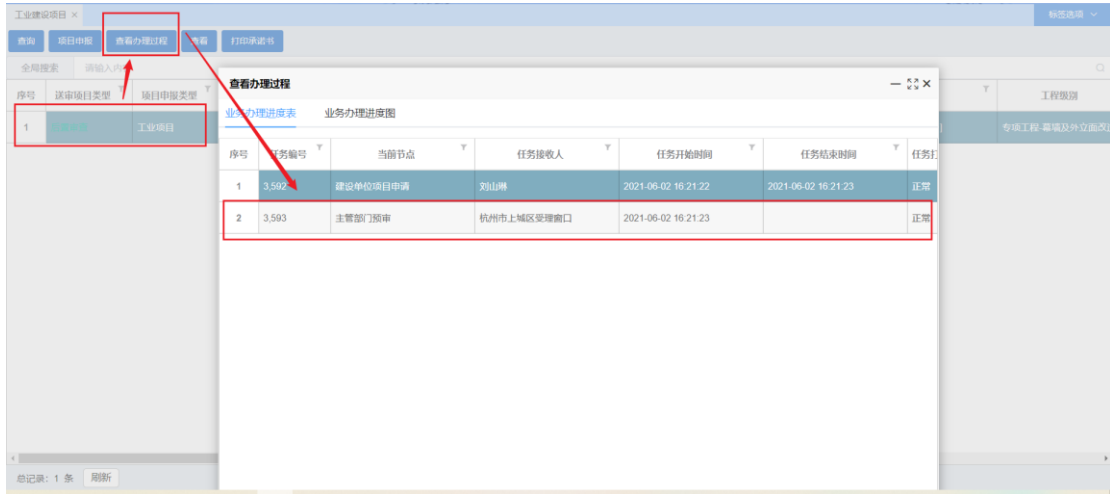 工业建设项目 × 标签选项
查询 项目申报 查看办理过程 查看 打印承诺书
全局搜索 请输入内
序号 送审项目类型 项目申报类型 工程级别
1 工业项目 专项工程-幕墙及外立面改
查看办理过程
业务办理进度表 业务办理进度图
序号 任务编号 当前节点 任务接收人 任务开始时间 任务结束时间 任务打
1 3,592 建设单位项目申请 刘山琳 2021-06-02 16:21:22 2021-06-02 16:21:23 正常
2 3,593 主管部门预审 杭州市上城区受理窗口 2021-06-02 16:21:23 正常
总记录: 1 条 刷新